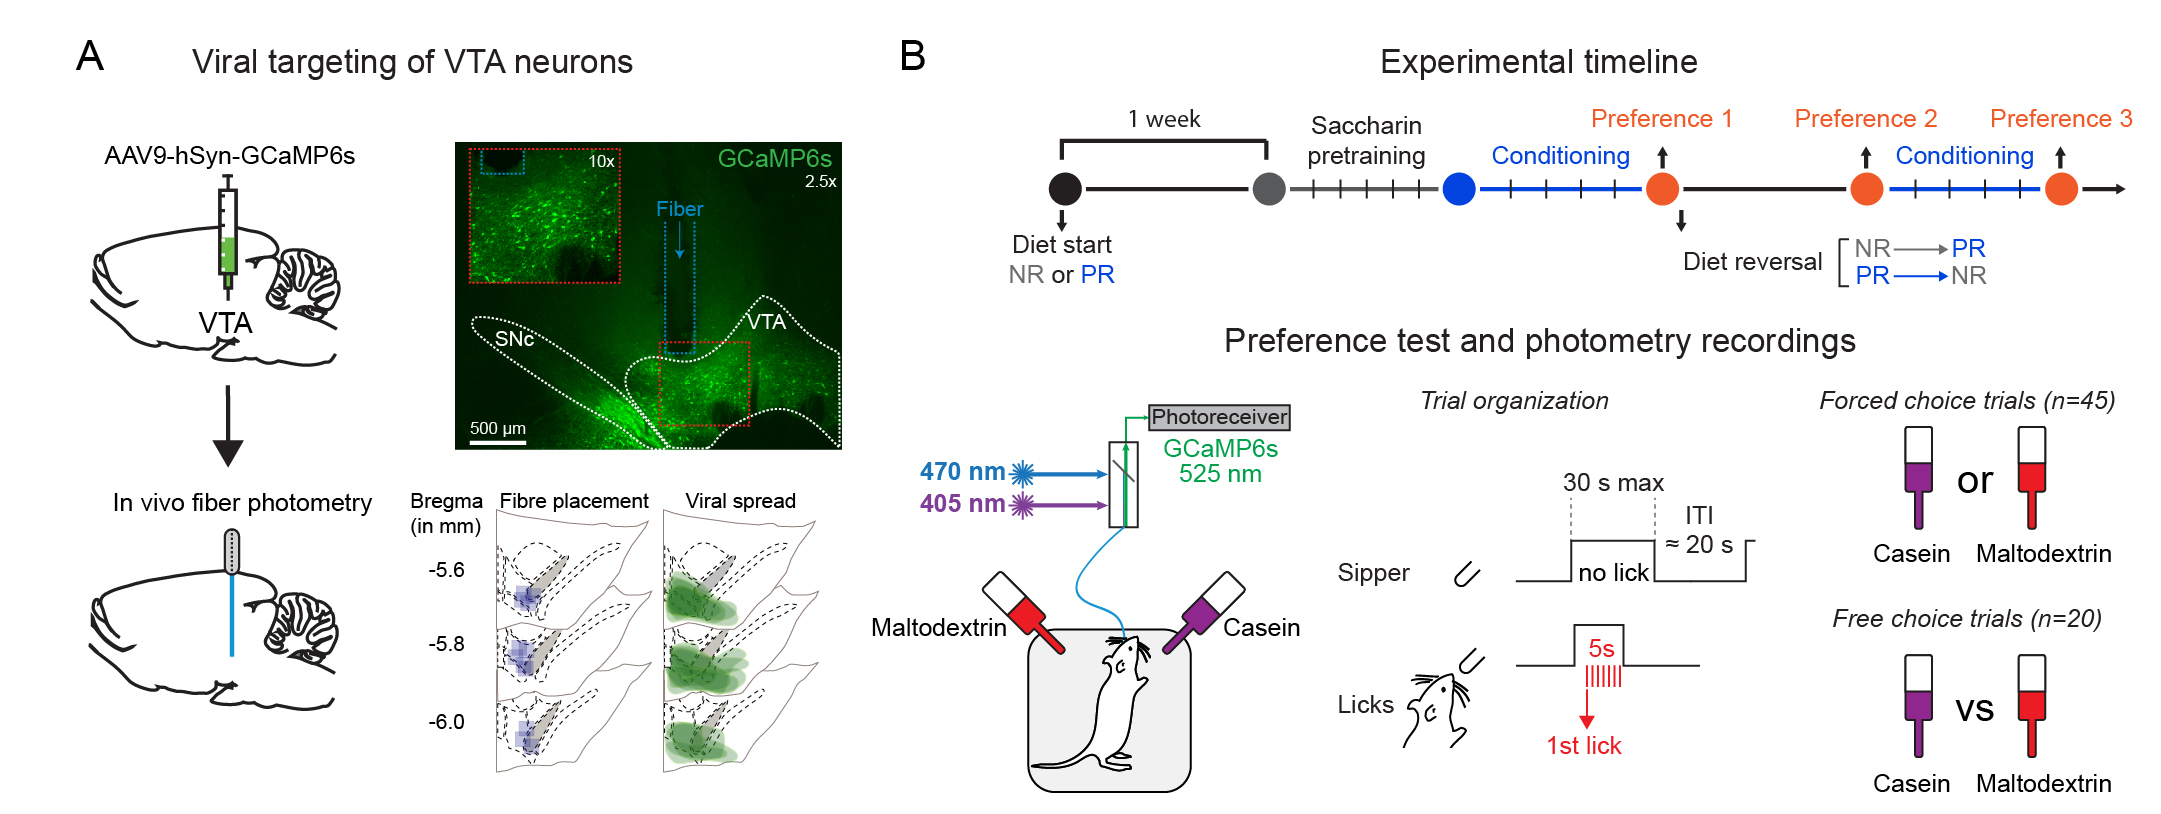 A
Viral targeting of VTA neurons
AAV9-hSyn-GCaMP6s
VTA
In vivo fiber photometry
10x
GCaMP6s
2.5x
Fiber
SNc
VTA
500 µm
Bregma
(in mm)
Fibre placement
Viral spread
-5.6
-5.8
-6.0
B
Experimental timeline
1 week
Saccharin
pretraining
Conditioning
Preference 1
Preference 2
Conditioning
Preference 3
Diet start
NR or PR
Diet reversal
NR PR
PR NR
Preference test and photometry recordings
Photoreceiver
GCaMP6s
525 nm
470 nm
405 nm
Maltodextrin
Casein
Trial organization
30 s max
ITI
≈ 20 s
Sipper
no lick
5s
Licks
1st lick
Forced choice trials (n=45)
or
Casein
Maltodextrin
Free choice trials (n=20)
vs
Casein
Maltodextrin